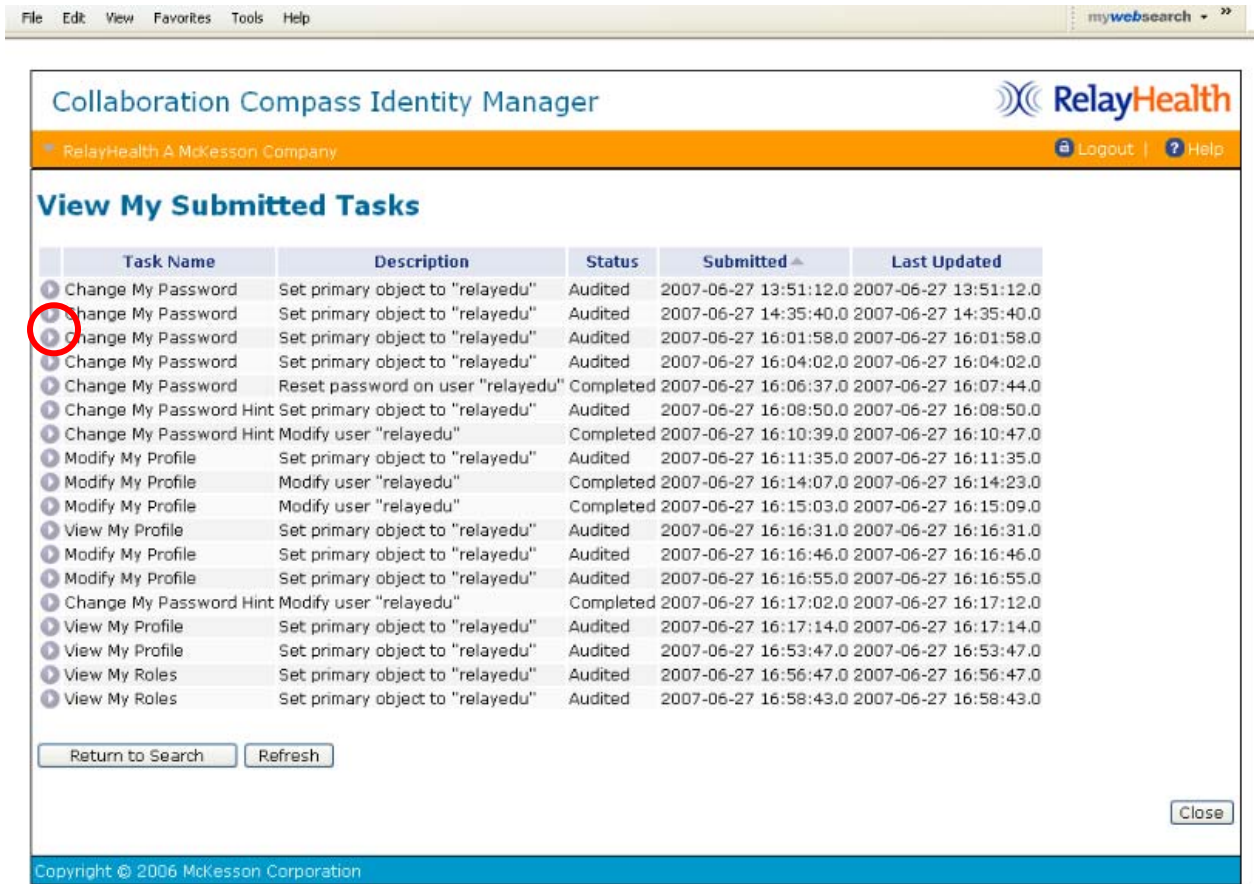 File Edit View Favorites Tools Help mywebsearch »
Collaboration Compass Identity Manager RelayHealth
RelayHealth A McKesson Company Logout | ? Help
View My Submitted Tasks
Task Name Description Status Submitted Last Updated
Change My Password Set primary object to "relayedu" Audited 2007-06-27 13:51:12.0 2007-06-27 13:51:12.0
Change My Password Set primary object to "relayedu" Audited 2007-06-27 14:35:40.0 2007-06-27 14:35:40.0
Change My Password Set primary object to "relayedu" Audited 2007-06-27 16:01:58.0 2007-06-27 16:01:58.0
Change My Password Set primary object to "relayedu" Audited 2007-06-27 16:04:02.0 2007-06-27 16:04:02.0
Change My Password Reset password on user "relayedu" Completed 2007-06-27 16:06:37.0 2007-06-27 16:07:44.0
Change My Password Hint Set primary object to "relayedu" Audited 2007-06-27 16:08:50.0 2007-06-27 16:08:50.0
Change My Password Hint Modify user "relayedu" Completed 2007-06-27 16:10:39.0 2007-06-27 16:10:47.0
Modify My Profile Set primary object to "relayedu" Audited 2007-06-27 16:11:35.0 2007-06-27 16:11:35.0
Modify My Profile Modify user "relayedu" Completed 2007-06-27 16:14:07.0 2007-06-27 16:14:23.0
Modify My Profile Modify user "relayedu" Completed 2007-06-27 16:15:03.0 2007-06-27 16:15:09.0
View My Profile Set primary object to "relayedu" Audited 2007-06-27 16:16:31.0 2007-06-27 16:16:31.0
Modify My Profile Set primary object to "relayedu" Audited 2007-06-27 16:16:46.0 2007-06-27 16:16:46.0
Modify My Profile Set primary object to "relayedu" Audited 2007-06-27 16:16:55.0 2007-06-27 16:16:55.0
Change My Password Hint Modify user "relayedu" Completed 2007-06-27 16:17:02.0 2007-06-27 16:17:12.0
View My Profile Set primary object to "relayedu" Audited 2007-06-27 16:17:14.0 2007-06-27 16:17:14.0
View My Profile Set primary object to "relayedu" Audited 2007-06-27 16:53:47.0 2007-06-27 16:53:47.0
View My Roles Set primary object to "relayedu" Audited 2007-06-27 16:56:47.0 2007-06-27 16:56:47.0
View My Roles Set primary object to "relayedu" Audited 2007-06-27 16:58:43.0 2007-06-27 16:58:43.0
Return to Search Refresh
Close
Copyright © 2006 McKesson Corporation